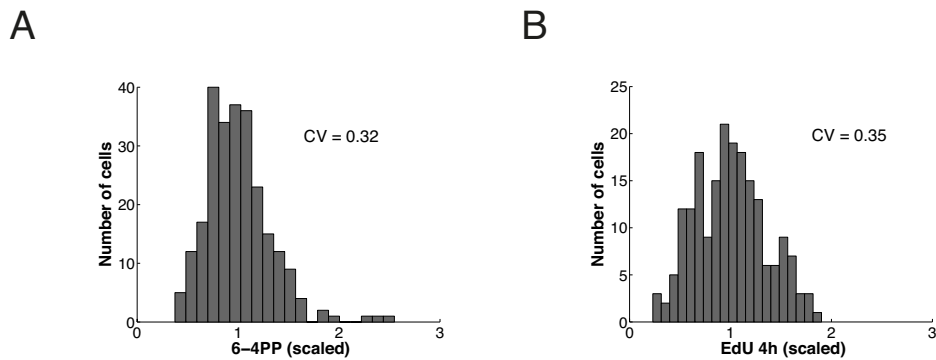 A
Number of cells
40
30
20
10
0
CV = 0.32
0 1 2 3
6–4PP (scaled)
B
Number of cells
25
20
15
10
5
0
CV = 0.35
0 1 2 3
EdU 4h (scaled)